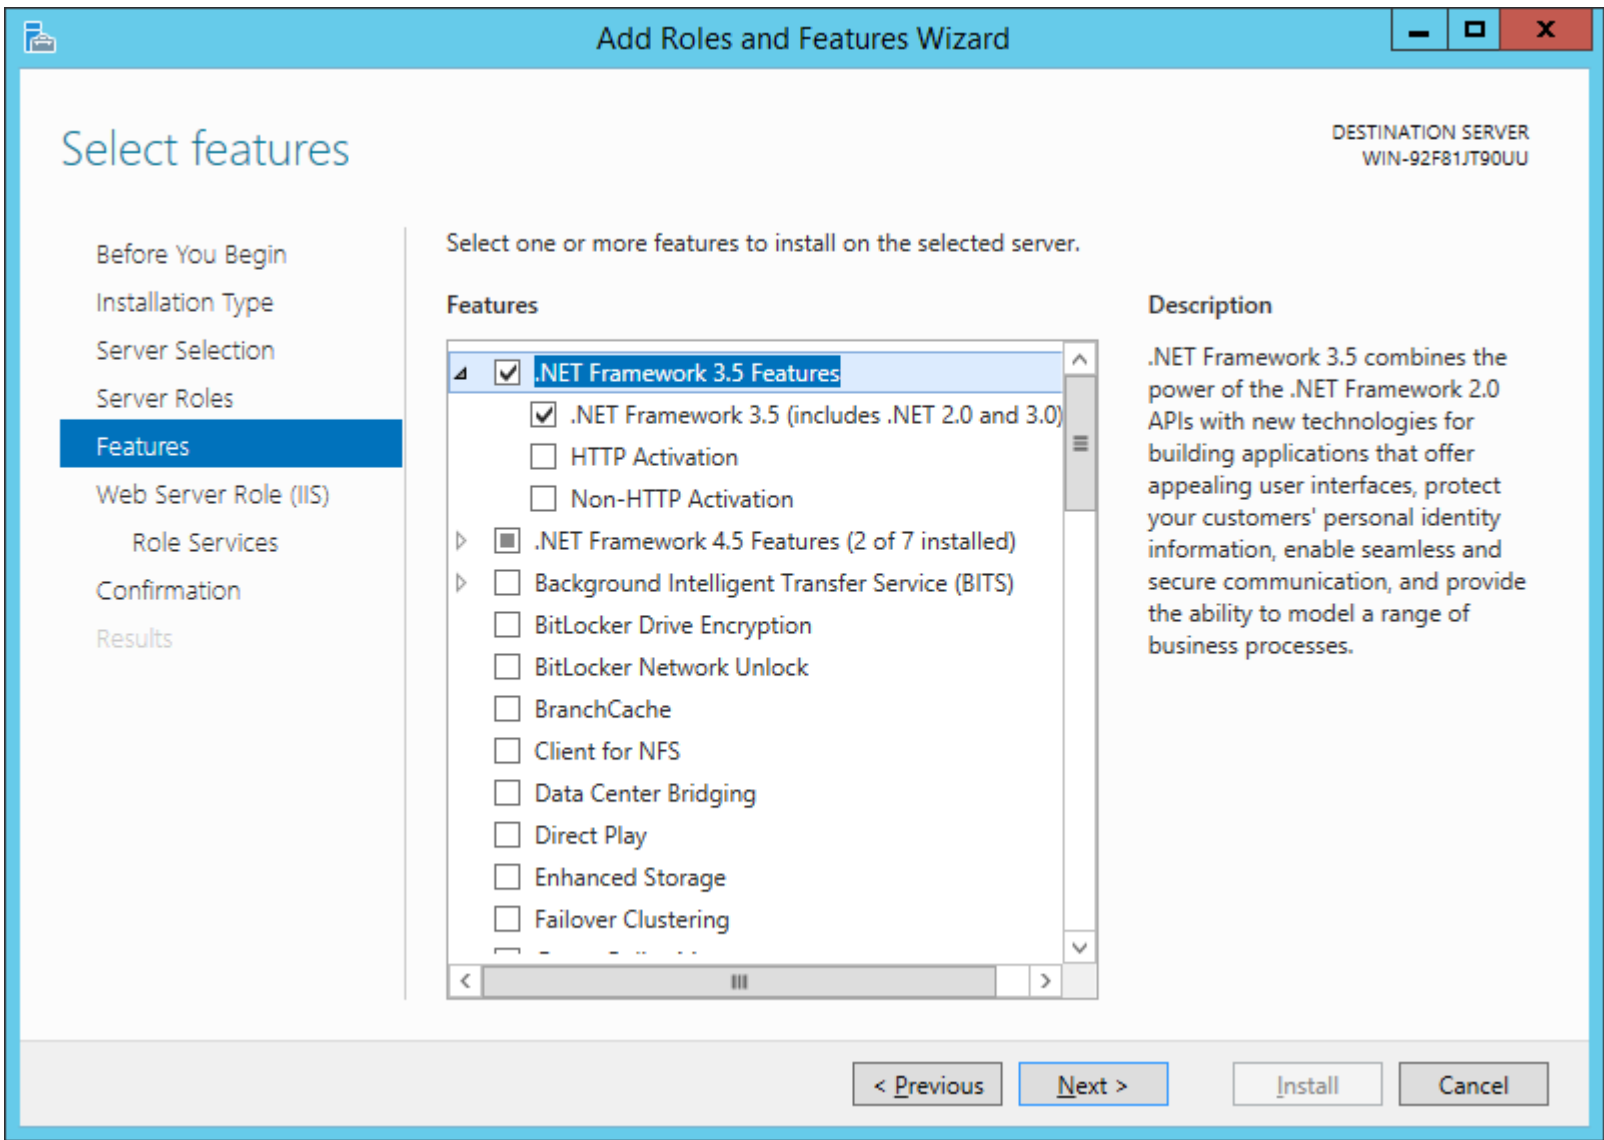 Add Roles and Features Wizard
Select features
DESTINATION SERVER
WIN-92F81JT90UU
Before You Begin
Installation Type
Server Selection
Server Roles
Features
Web Server Role (IIS)
Role Services
Confirmation
Results
Select one or more features to install on the selected server.
Features
.NET Framework 3.5 Features
.NET Framework 3.5 (includes .NET 2.0 and 3.0)
HTTP Activation
Non-HTTP Activation
.NET Framework 4.5 Features (2 of 7 installed)
Background Intelligent Transfer Service (BITS)
BitLocker Drive Encryption
BitLocker Network Unlock
BranchCache
Client for NFS
Data Center Bridging
Direct Play
Enhanced Storage
Failover Clustering
Description
.NET Framework 3.5 combines the
power of the .NET Framework 2.0
APIs with new technologies for
building applications that offer
appealing user interfaces, protect
your customers' personal identity
information, enable seamless and
secure communication, and provide
the ability to model a range of
business processes.
< Previous
Next >
Install
Cancel